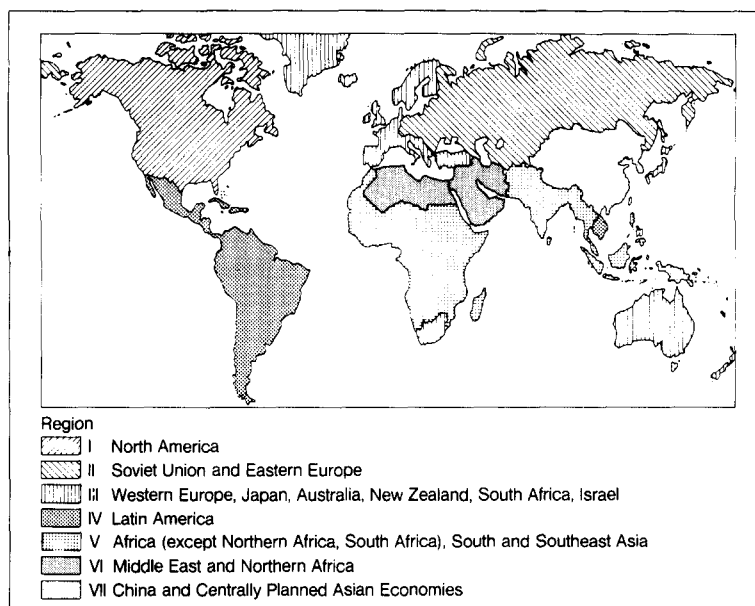 Region
I North America
II Soviet Union and Eastern Europe
III Western Europe, Japan, Australia, New Zealand, South Africa, Israel
IV Latin America
V Africa (except Northern Africa, South Africa), South and Southeast Asia
VI Middle East and Northern Africa
VII China and Centrally Planned Asian Economies